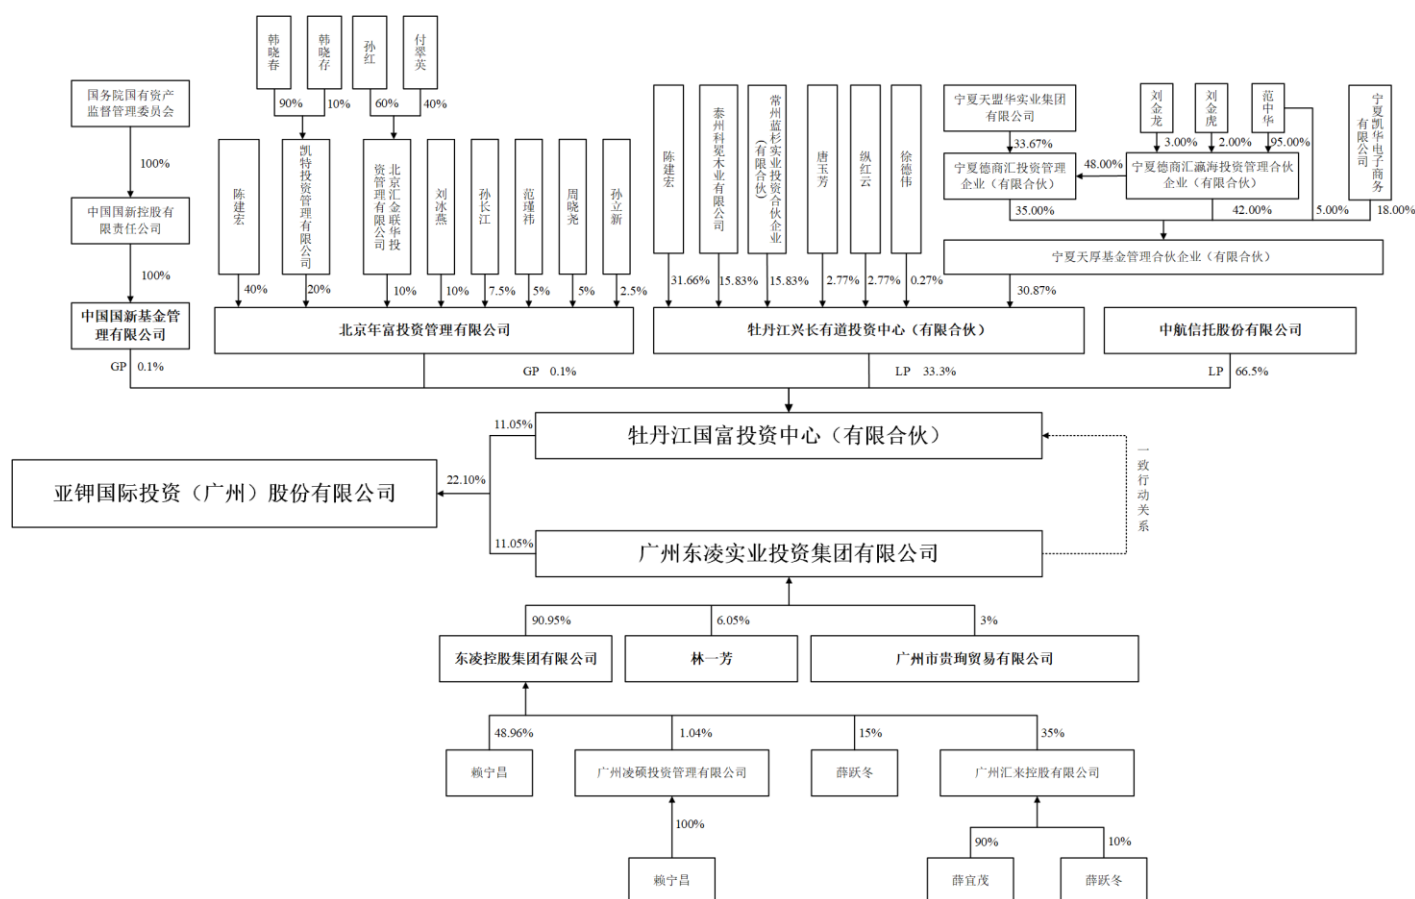 韩晓春
韩晓存
孙红
付翠英
90%
10%
60%
40%
国务院国有资产
监督管理委员会
100%
中国国新控股有
限责任公司
100%
陈建宏
凯特投资管理有限公司
北京汇金联华投
资管理有限公司
刘冰燕
孙长江
范瑾祎
周晓尧
孙立新
40%
20%
10%
10%
7.5%
5%
5%
2.5%
陈建宏
泰州科冕木业有限公司
常州蓝杉实业投资合伙企业
(有限合伙)
唐玉芳
纵红云
徐德伟
31.66%
15.83%
15.83%
2.77%
2.77%
0.27%
宁夏天盟华实业集团
有限公司
33.67%
刘金龙
刘金虎
范中华
宁夏凯华电子商务
有限公司
3.00%
2.00%
95.00%
宁夏德商汇投资管理
企业（有限合伙）
48.00%
宁夏德商汇瀛海投资管理合伙
企业（有限合伙）
35.00%
42.00%
5.00%
18.00%
宁夏天厚基金管理合伙企业（有限合伙）
30.87%
中国国新基金管
理有限公司
北京年富投资管理有限公司
牡丹江兴长有道投资中心（有限合伙）
中航信托股份有限公司
GP 0.1%
GP 0.1%
LP 33.3%
LP 66.5%
牡丹江国富投资中心（有限合伙）
11.05%
亚钾国际投资（广州）股份有限公司
22.10%
一致行动关系
11.05%
广州东凌实业投资集团有限公司
90.95%
6.05%
3%
东凌控股集团有限公司
林一芳
广州市贵珣贸易有限公司
48.96%
1.04%
15%
35%
赖宁昌
广州凌硕投资管理有限公司
薛跃冬
广州汇来控股有限公司
100%
90%
10%
赖宁昌
薛宜茂
薛跃冬